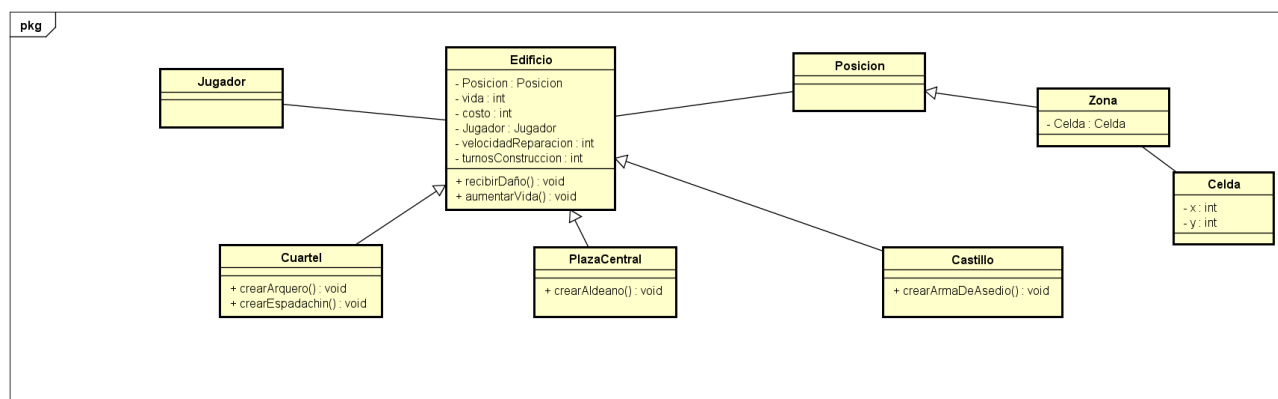 pkg
Jugador
Edificio
- Posicion : Posicion
- vida : int
- costo : int
- Jugador : Jugador
- velocidadReparacion : int
- turnosConstruccion : int
+ recibirDaño() : void
+ aumentarVida() : void
Posicion
Zona
- Celda : Celda
Celda
- x : int
- y : int
Cuartel
+ crearArquero() : void
+ crearEspadachin() : void
PlazaCentral
+ crearAldeano() : void
Castillo
+ crearArmaDeAsedio() : void